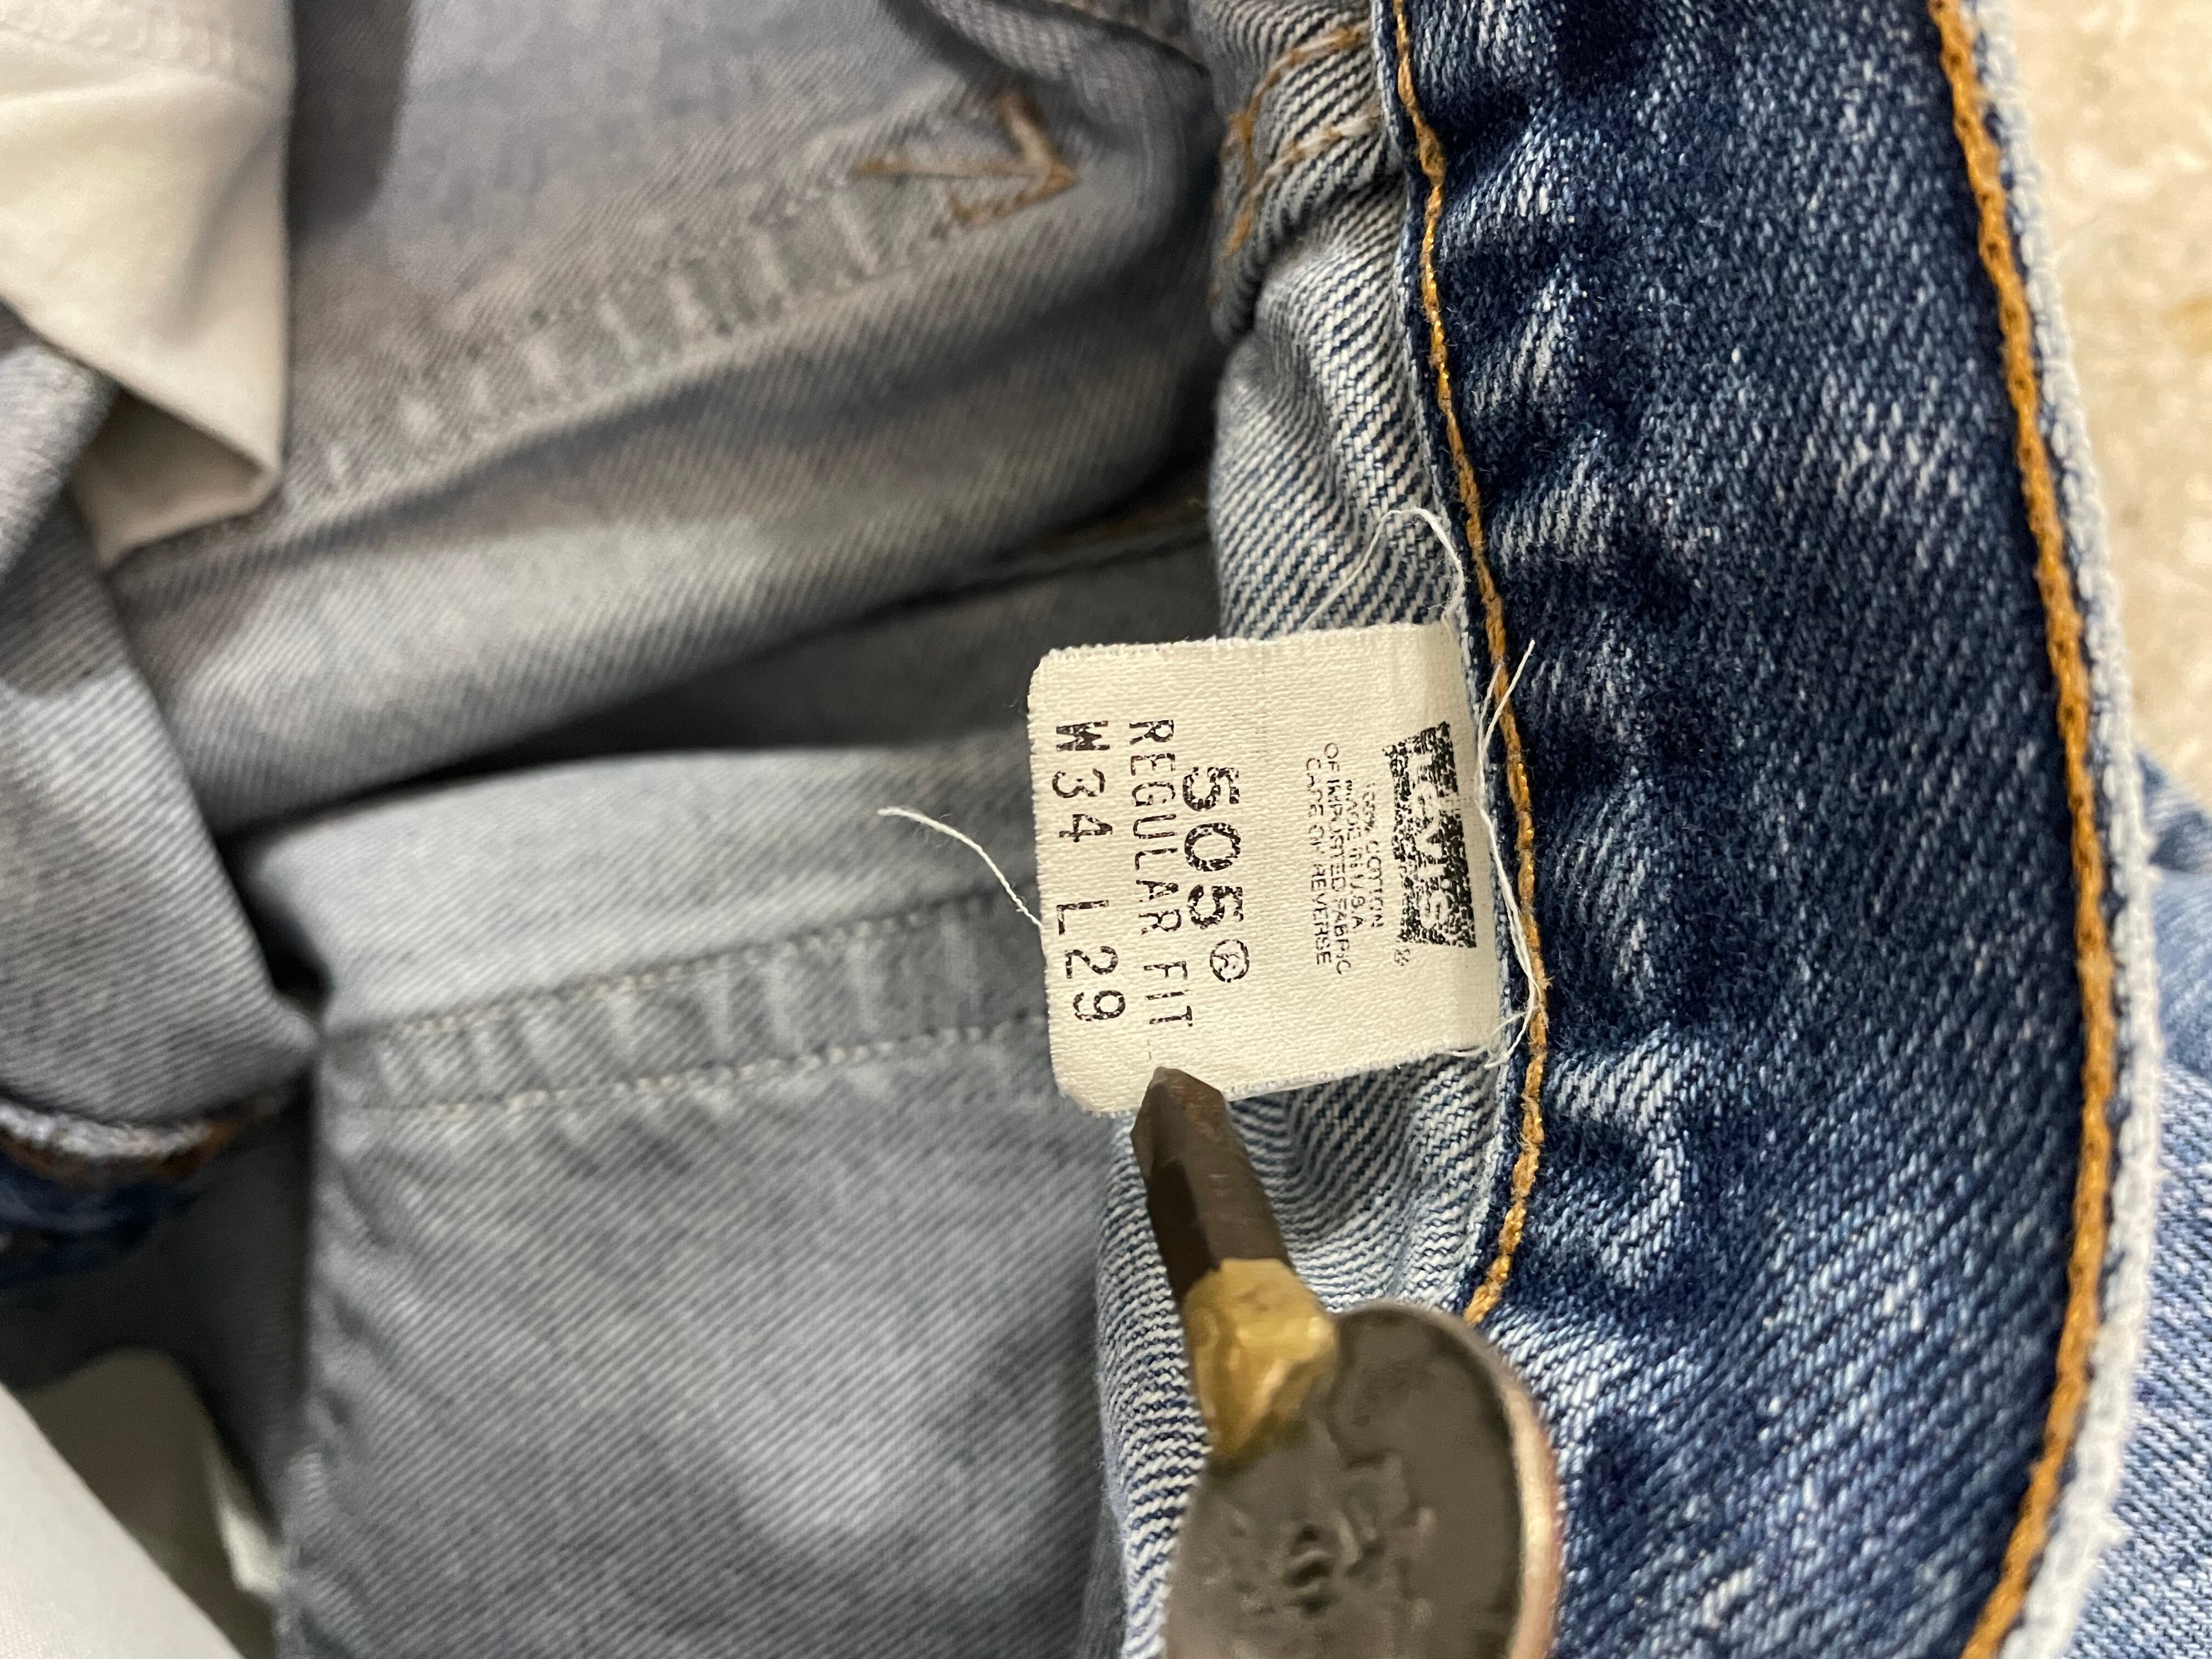 LEVI'S®
100% COTTON
MADE IN U.S.A.
OF IMPORTED FABRIC
CARE ON REVERSE
505®
REGULAR FIT
W34 L29